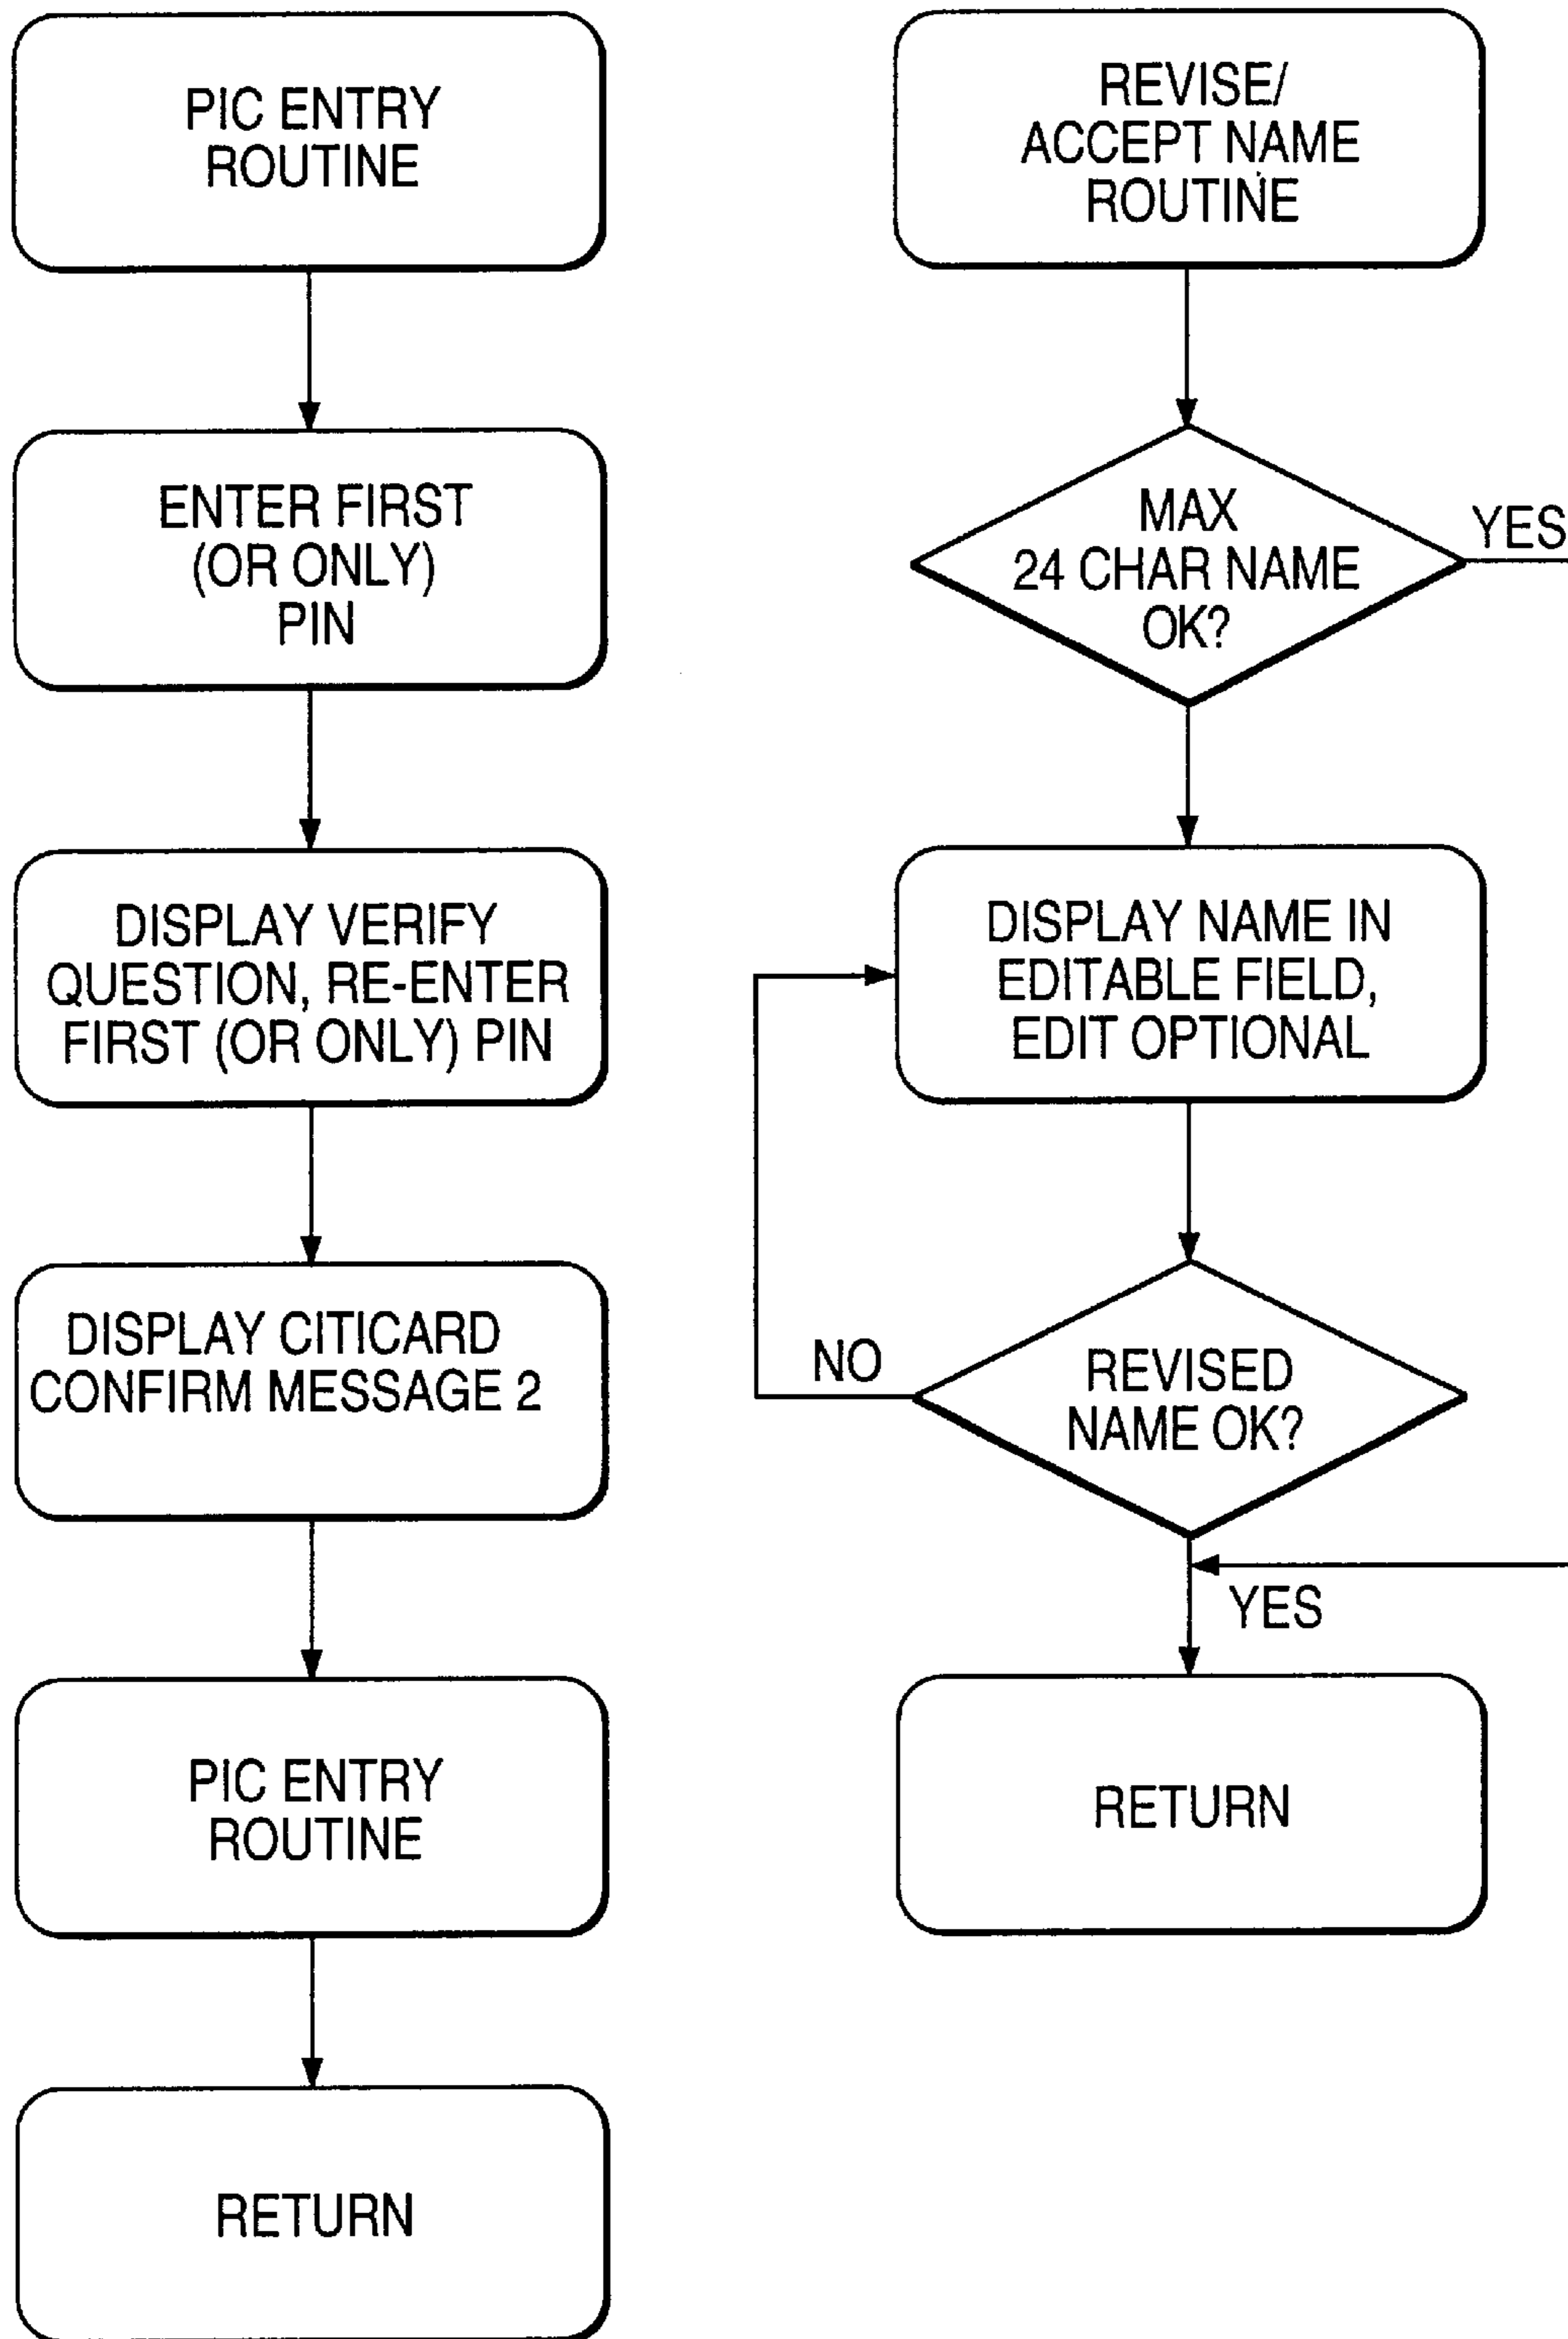 PIC ENTRY
ROUTINE
ENTER FIRST
(OR ONLY)
PIN
DISPLAY VERIFY
QUESTION, RE-ENTER
FIRST (OR ONLY) PIN
DISPLAY CITICARD
CONFIRM MESSAGE 2
PIC ENTRY
ROUTINE
RETURN
REVISE/
ACCEPT NAME
ROUTINE
MAX
24 CHAR NAME
OK?
YES
DISPLAY NAME IN
EDITABLE FIELD,
EDIT OPTIONAL
NO
REVISED
NAME OK?
YES
RETURN